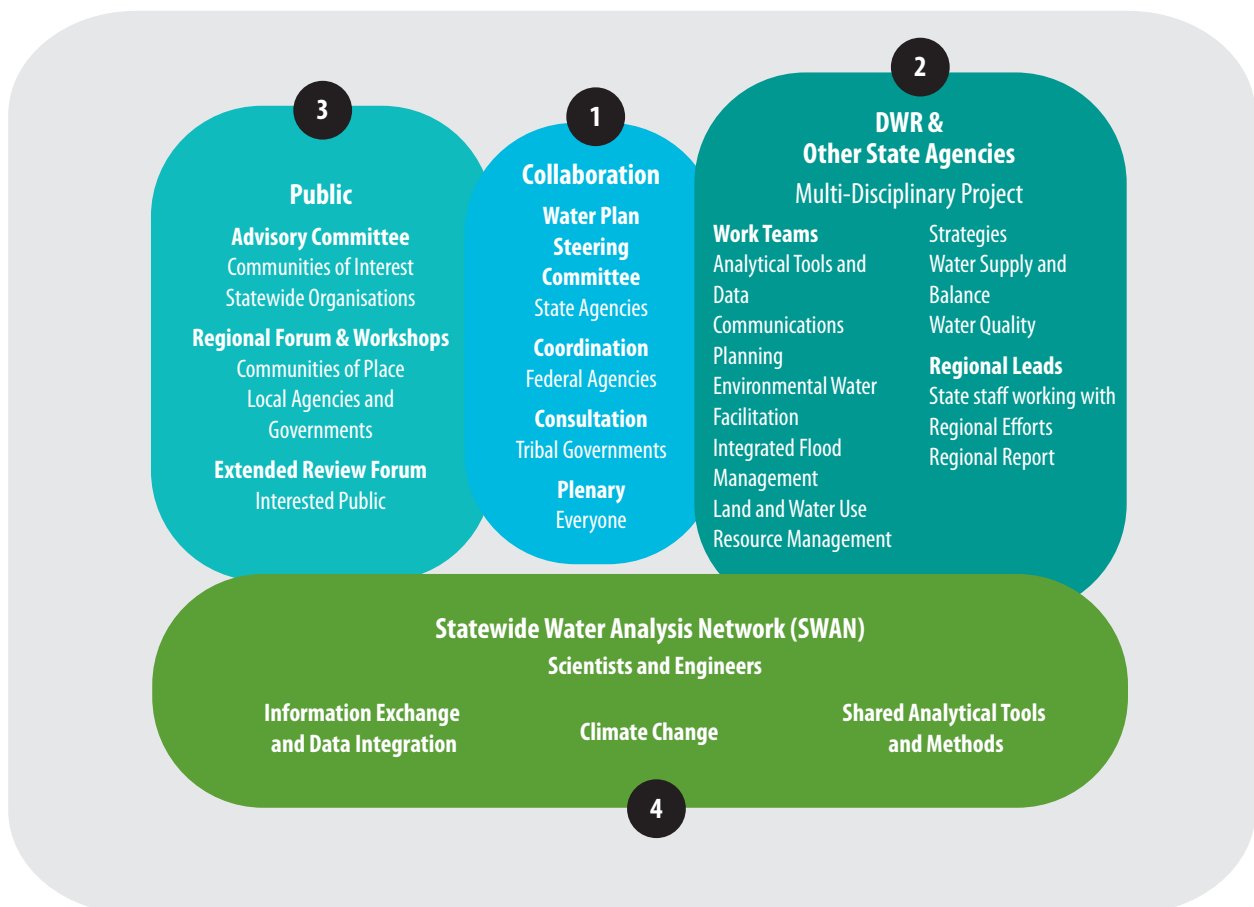 3
Public
Advisory Committee
Communities of Interest
Statewide Organisations
Regional Forum & Workshops
Communities of Place
Local Agencies and
Governments
Extended Review Forum
Interested Public
1
Collaboration
Water Plan
Steering
Committee
State Agencies
Coordination
Federal Agencies
Consultation
Tribal Governments
Plenary
Everyone
2
DWR &
Other State Agencies
Multi-Disciplinary Project
Work Teams
Analytical Tools and
Data
Communications
Planning
Environmental Water
Facilitation
Integrated Flood
Management
Land and Water Use
Resource Management
Strategies
Water Supply and
Balance
Water Quality
Regional Leads
State staff working with
Regional Efforts
Regional Report
Statewide Water Analysis Network (SWAN)
Scientists and Engineers
Information Exchange
and Data Integration
Climate Change
Shared Analytical Tools
and Methods
4